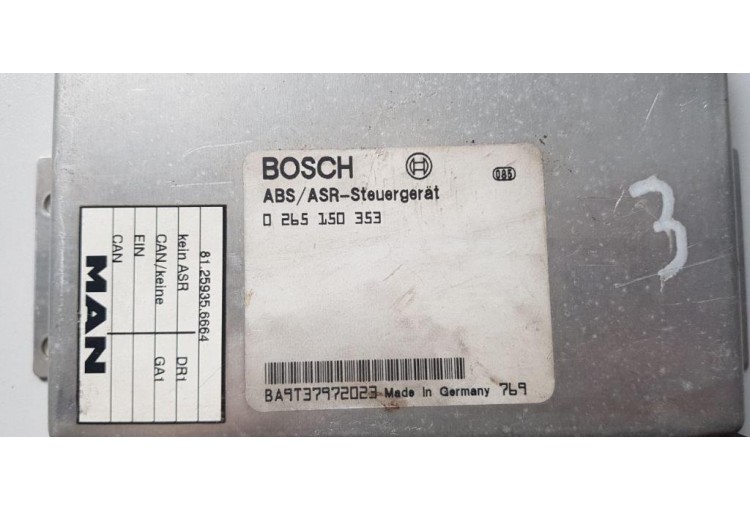 BOSCH
085
ABS/ASR-Steuergerät
0 265 150 353
BA9T37972023 Made in Germany 769
81.25935.6664
kein ASR DR1
CAN/keine GA1
EIN
CAN
MAN
3